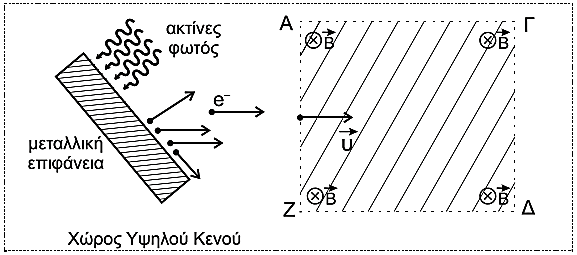 ακτίνες
φωτός
μεταλλική
επιφάνεια
e⁻
Α
Γ
B
B
υ
B
B
Ζ
Δ
Χώρος Υψηλού Κενού